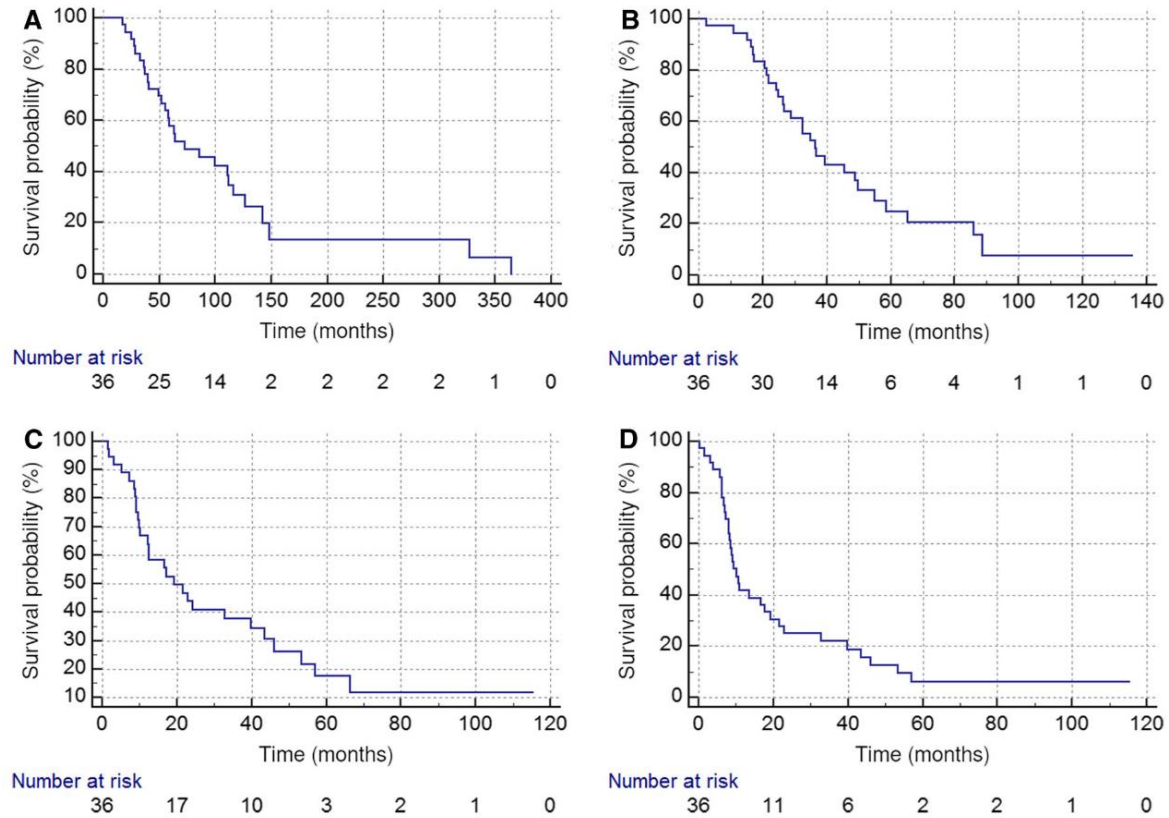 A
Survival probability (%)
100
80
60
40
20
0
0 50 100 150 200 250 300 350 400
Time (months)
Number at risk
36 25 14 2 2 2 2 1 0
B
Survival probability (%)
100
80
60
40
20
0
0 20 40 60 80 100 120 140
Time (months)
Number at risk
36 30 14 6 4 1 1 0
C
Survival probability (%)
100
90
80
70
60
50
40
30
20
10
0 20 40 60 80 100 120
Time (months)
Number at risk
36 17 10 3 2 1 0
D
Survival probability (%)
100
80
60
40
20
0
0 20 40 60 80 100 120
Time (months)
Number at risk
36 11 6 2 2 1 0